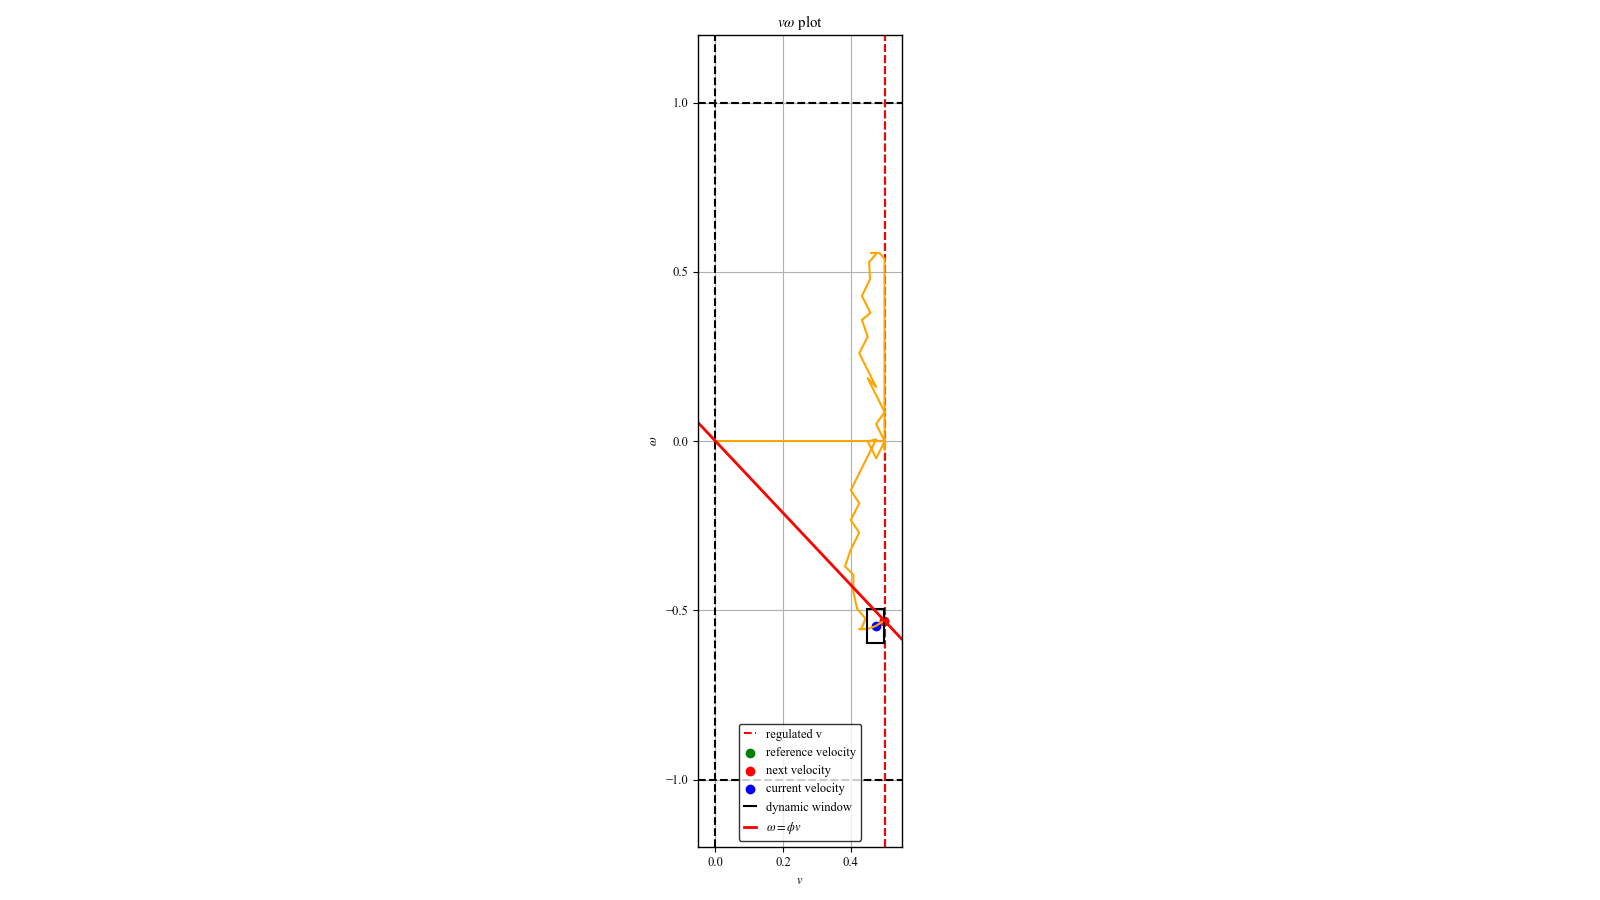 vω plot
1.0
0.5
0.0
−0.5
−1.0
ω
regulated v
reference velocity
next velocity
current velocity
dynamic window
ω = ϕv
0.0 0.2 0.4
v